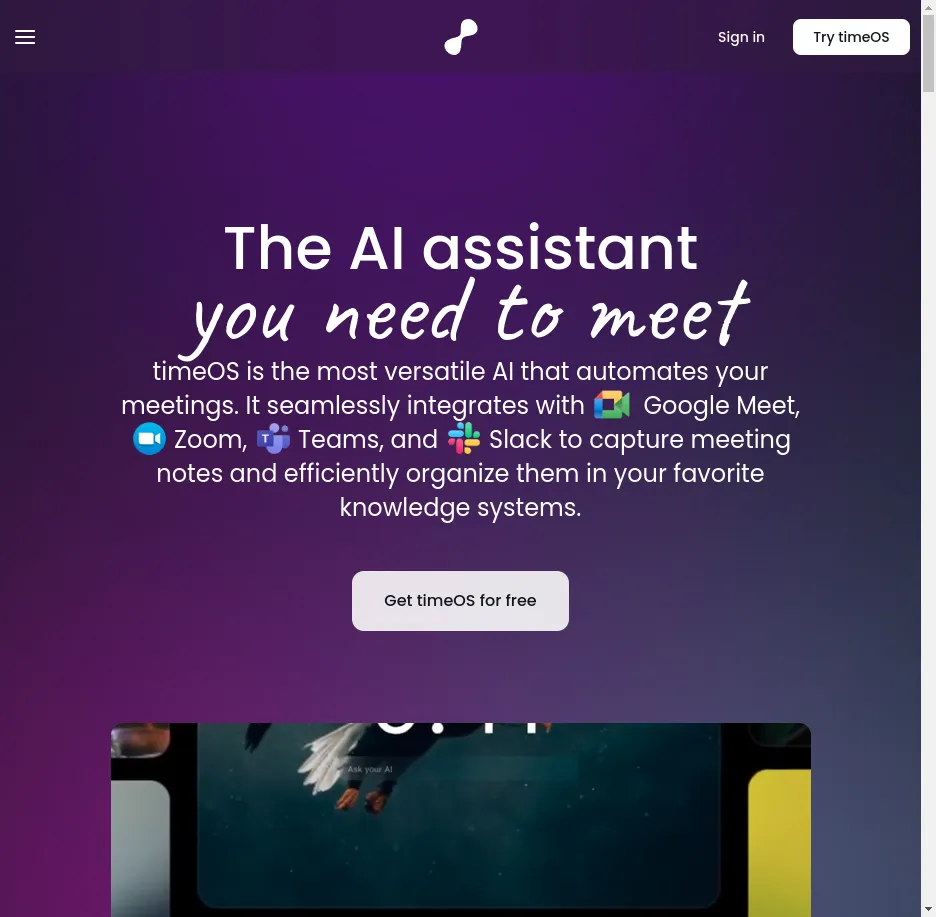 Sign in
Try timeOS
The AI assistant
you need to meet
timeOS is the most versatile AI that automates your
meetings. It seamlessly integrates with Google Meet,
Zoom, Teams, and Slack to capture meeting
notes and efficiently organize them in your favorite
knowledge systems.
Get timeOS for free
Ask your AI